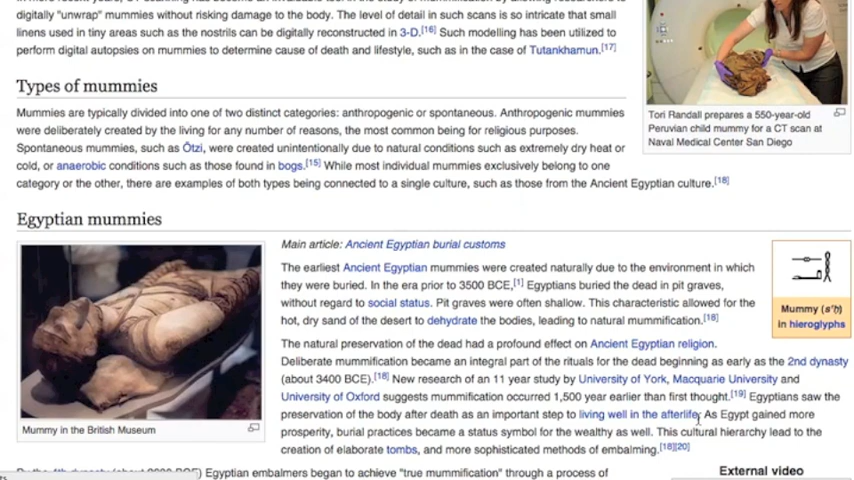 digitally "unwrap" mummies without risking damage to the body. The level of detail in such scans is so intricate that small
linens used in tiny areas such as the nostrils can be digitally reconstructed in 3-D.[16] Such modelling has been utilized to
perform digital autopsies on mummies to determine cause of death and lifestyle, such as in the case of Tutankhamun.[17]
Tori Randall prepares a 550-year-old
Peruvian child mummy for a CT scan at
Naval Medical Center San Diego
Types of mummies
Mummies are typically divided into one of two distinct categories: anthropogenic or spontaneous. Anthropogenic mummies
were deliberately created by the living for any number of reasons, the most common being for religious purposes.
Spontaneous mummies, such as Ötzi, were created unintentionally due to natural conditions such as extremely dry heat or
cold, or anaerobic conditions such as those found in bogs.[15] While most individual mummies exclusively belong to one
category or the other, there are examples of both types being connected to a single culture, such as those from the Ancient Egyptian culture.[18]
Egyptian mummies
Mummy in the British Museum
Main article: Ancient Egyptian burial customs
The earliest Ancient Egyptian mummies were created naturally due to the environment in which
they were buried. In the era prior to 3500 BCE,[1] Egyptians buried the dead in pit graves,
without regard to social status. Pit graves were often shallow. This characteristic allowed for the
hot, dry sand of the desert to dehydrate the bodies, leading to natural mummification.[18]
Mummy (sˁḥ)
in hieroglyphs
The natural preservation of the dead had a profound effect on Ancient Egyptian religion.
Deliberate mummification became an integral part of the rituals for the dead beginning as early as the 2nd dynasty
(about 3400 BCE).[18] New research of an 11 year study by University of York, Macquarie University and
University of Oxford suggests mummification occurred 1,500 year earlier than first thought.[19] Egyptians saw the
preservation of the body after death as an important step to living well in the afterlife. As Egypt gained more
prosperity, burial practices became a status symbol for the wealthy as well. This cultural hierarchy lead to the
creation of elaborate tombs, and more sophisticated methods of embalming.[18][20]
Egyptian embalmers began to achieve "true mummification" through a process of
External video